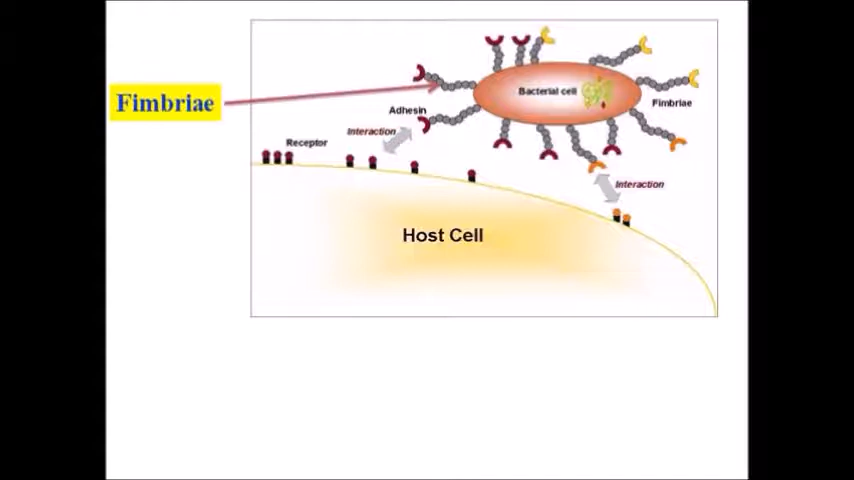 Fimbriae
Bacterial cell
Fimbriae
Adhesin
Interaction
Receptor
Interaction
Host Cell